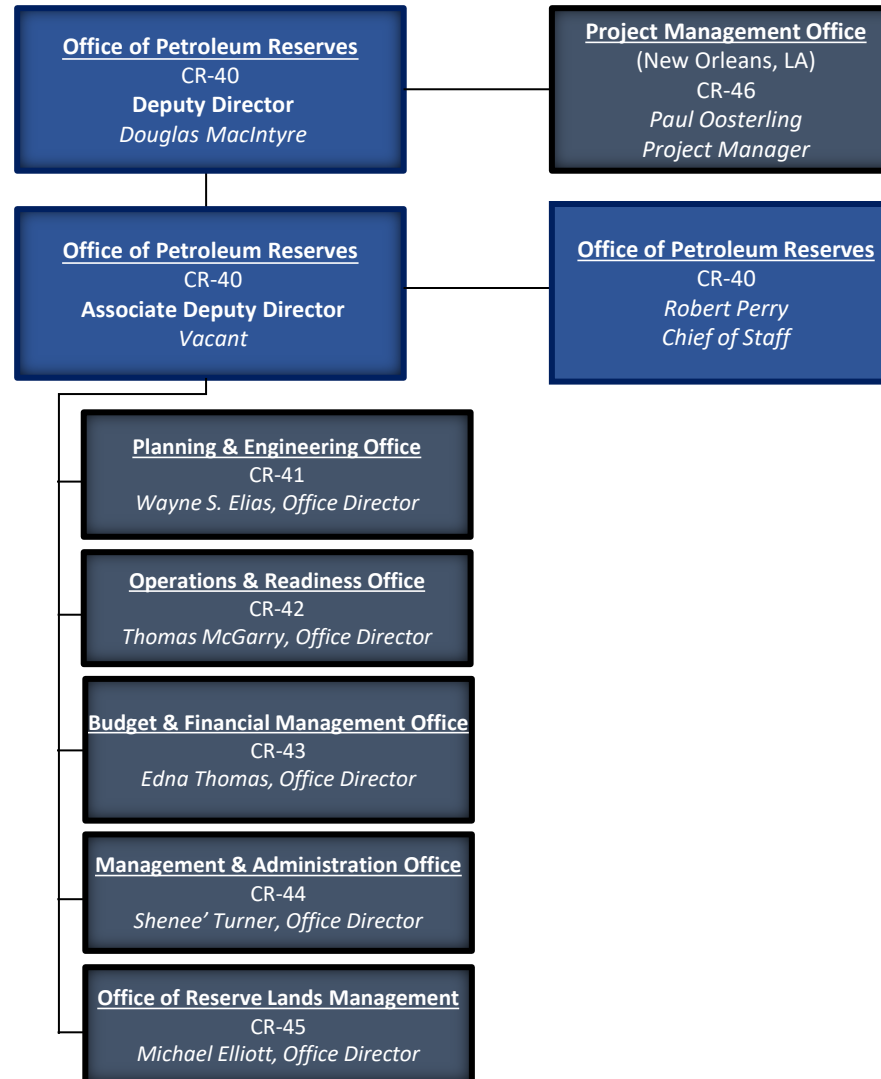 Office of Petroleum Reserves
CR-40
Deputy Director
Douglas MacIntyre
Project Management Office
(New Orleans, LA)
CR-46
Paul Oosterling
Project Manager
Office of Petroleum Reserves
CR-40
Associate Deputy Director
Vacant
Office of Petroleum Reserves
CR-40
Robert Perry
Chief of Staff
Planning & Engineering Office
CR-41
Wayne S. Elias, Office Director
Operations & Readiness Office
CR-42
Thomas McGarry, Office Director
Budget & Financial Management Office
CR-43
Edna Thomas, Office Director
Management & Administration Office
CR-44
Shenee’ Turner, Office Director
Office of Reserve Lands Management
CR-45
Michael Elliott, Office Director